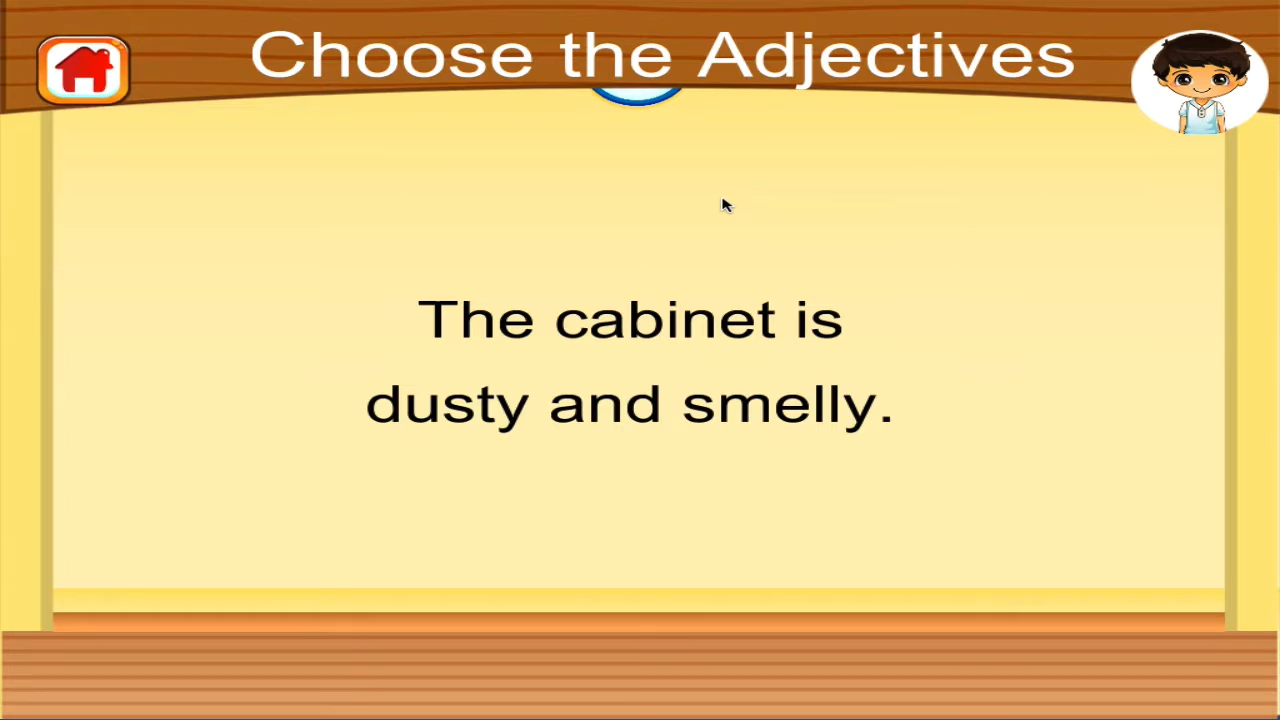 Choose the Adjectives
The cabinet is
dusty and smelly.